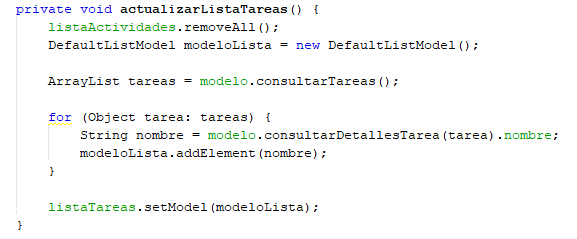 private void actualizarListaTareas() {
listaActividades.removeAll();
DefaultListModel modeloLista = new DefaultListModel();
ArrayList tareas = modelo.consultarTareas();
for (Object tarea: tareas) {
String nombre = modelo.consultarDetallesTarea(tarea).nombre;
modeloLista.addElement(nombre);
}
listaTareas.setModel(modeloLista);
}